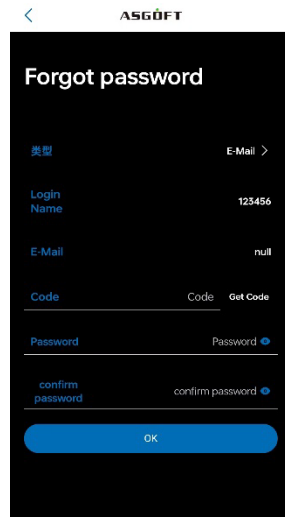 ASGÖFT
Forgot password
类型 E-Mail
Login
Name 123456
E-Mail null
Code Code Get Code
Password Password
confirm
password confirm password
OK